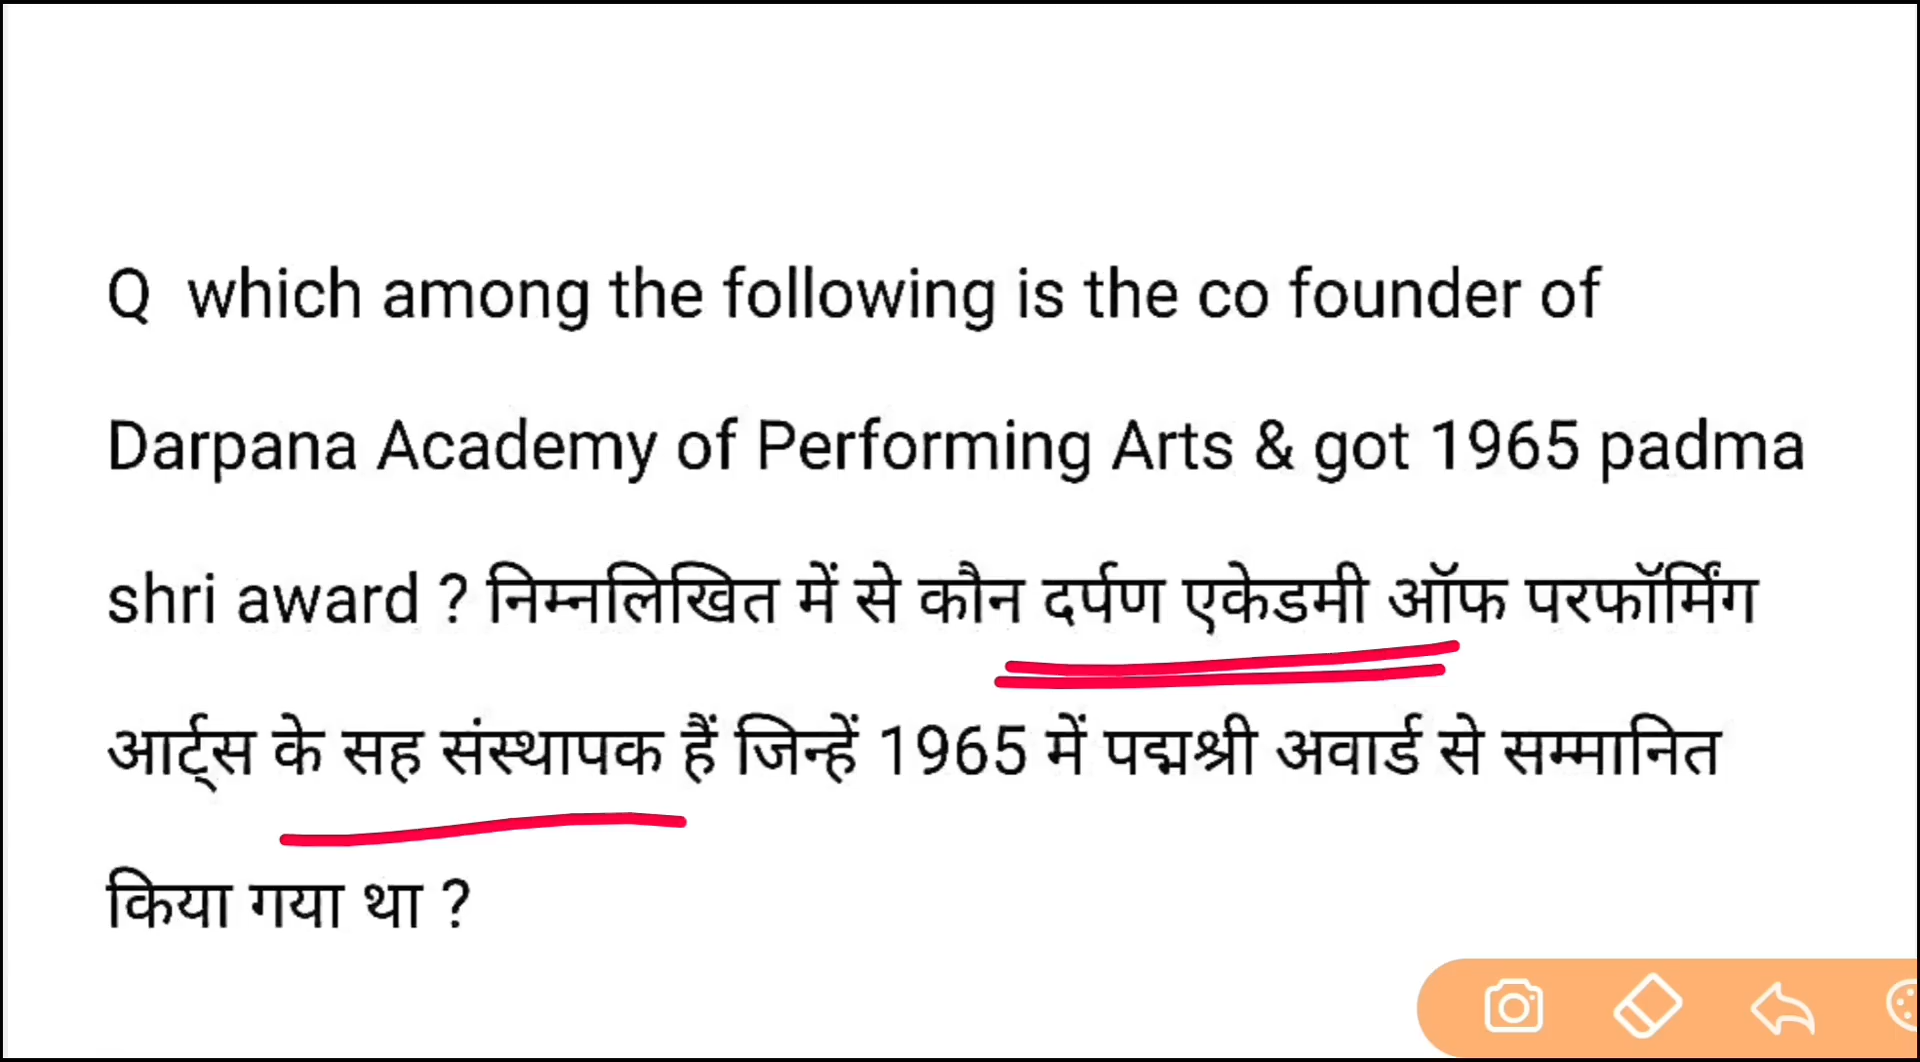 Q which among the following is the co founder of
Darpana Academy of Performing Arts & got 1965 padma
shri award ? निम्नलिखित में से कौन दर्पण एकेडमी ऑफ परफॉर्मिंग
आर्ट्स के सह संस्थापक हैं जिन्हें 1965 में पद्मश्री अवार्ड से सम्मानित
किया गया था ?